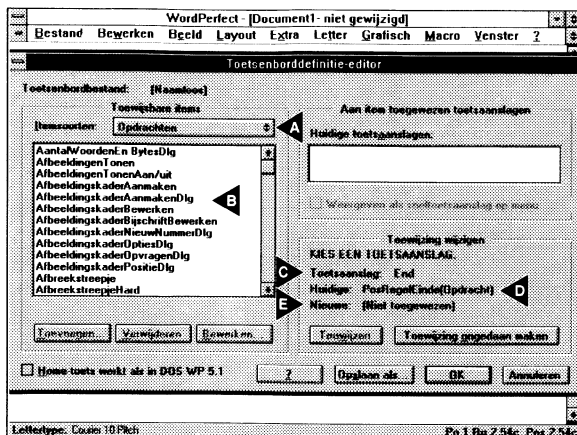 WordPerfect - [Document1- niet gewijzigd]
Bestand Bewerken Beeld Layout Extra Letter Grafisch Macro Venster ?
Toetsenborddefinitie-editor
Toetsenbordbestand: [Naamloos]
Toewijsbare items
Itemsoorten: Opdrachten
A
AantalWoordenEn BytesDlg
AfbeeldingenTonen
AfbeeldingenTonenAan/uit
AfbeeldingskaderAanmaken
AfbeeldingskaderAanmakenDlg
B
AfbeeldingskaderBewerken
AfbeeldingskaderBijschriftBewerken
AfbeeldingskaderNieuwNummerDlg
AfbeeldingskaderOptiesDlg
AfbeeldingskaderOpvragenDlg
AfbeeldingskaderPositieDlg
Afbreekstreepje
AfbreekstreepjeHard
Toevoegen... Verwijderen Bewerken...
Aan item toegewezen toetsaanslagen
Huidige toetsaanslagen:
Weergeven als sneltoetsaanslag op menu
Toewijzing wijzigen
KIES EEN TOETSAANSLAG.
C
Toetsaanslag: End
Huidige: PosRegelEinde(Opdracht)
D
E
Nieuwe: [Niet toegewezen]
Toewijzen Toewijzing ongedaan maken
Home toets werkt als in DOS WP 5.1
? Opslaan als... OK Annuleren
Lettertype: Courier 10 Pitch Pg 1 Rg 2.54c Pos 2.54c